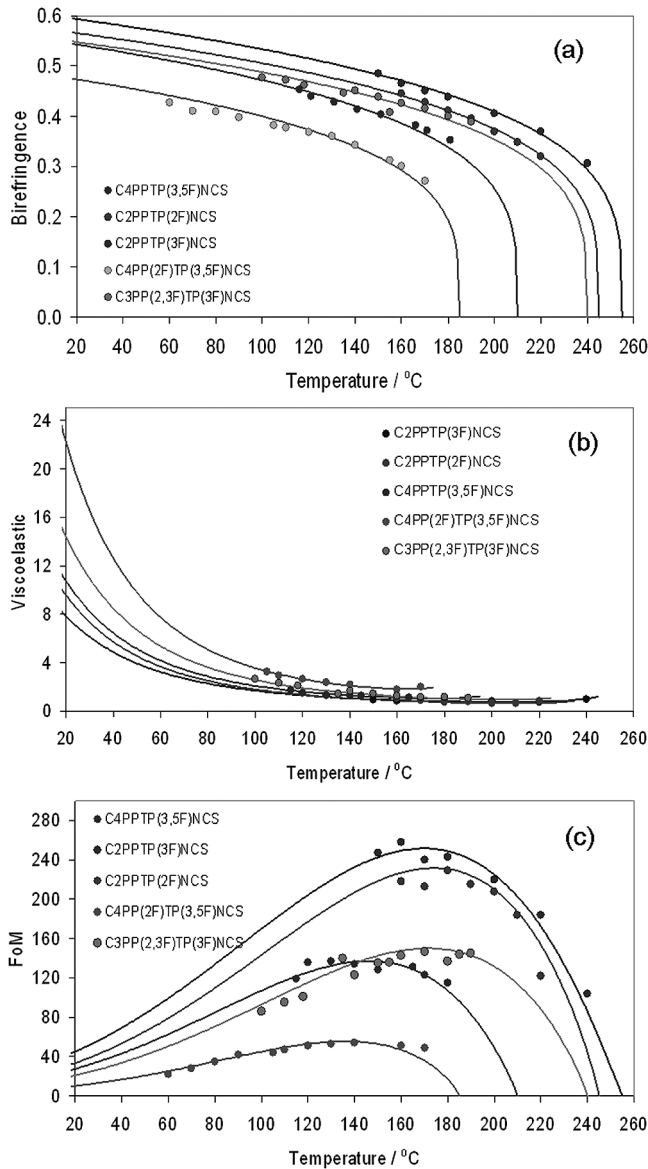 0.6
0.5
0.4
0.3
0.2
0.1
0.0
Birefringence
(a)
C4PPTP(3,5F)NCS
C2PPTP(2F)NCS
C2PPTP(3F)NCS
C4PP(2F)TP(3,5F)NCS
C3PP(2,3F)TP(3F)NCS
20 40 60 80 100 120 140 160 180 200 220 240 260
Temperature / °C
24
20
16
12
8
4
0
Viscoelastic
(b)
C2PPTP(3F)NCS
C2PPTP(2F)NCS
C4PPTP(3,5F)NCS
C4PP(2F)TP(3,5F)NCS
C3PP(2,3F)TP(3F)NCS
20 40 60 80 100 120 140 160 180 200 220 240 260
Temperature / °C
280
240
200
160
120
80
40
0
FoM
(c)
C4PPTP(3,5F)NCS
C2PPTP(3F)NCS
C2PPTP(2F)NCS
C4PP(2F)TP(3,5F)NCS
C3PP(2,3F)TP(3F)NCS
20 40 60 80 100 120 140 160 180 200 220 240 260
Temperature / °C